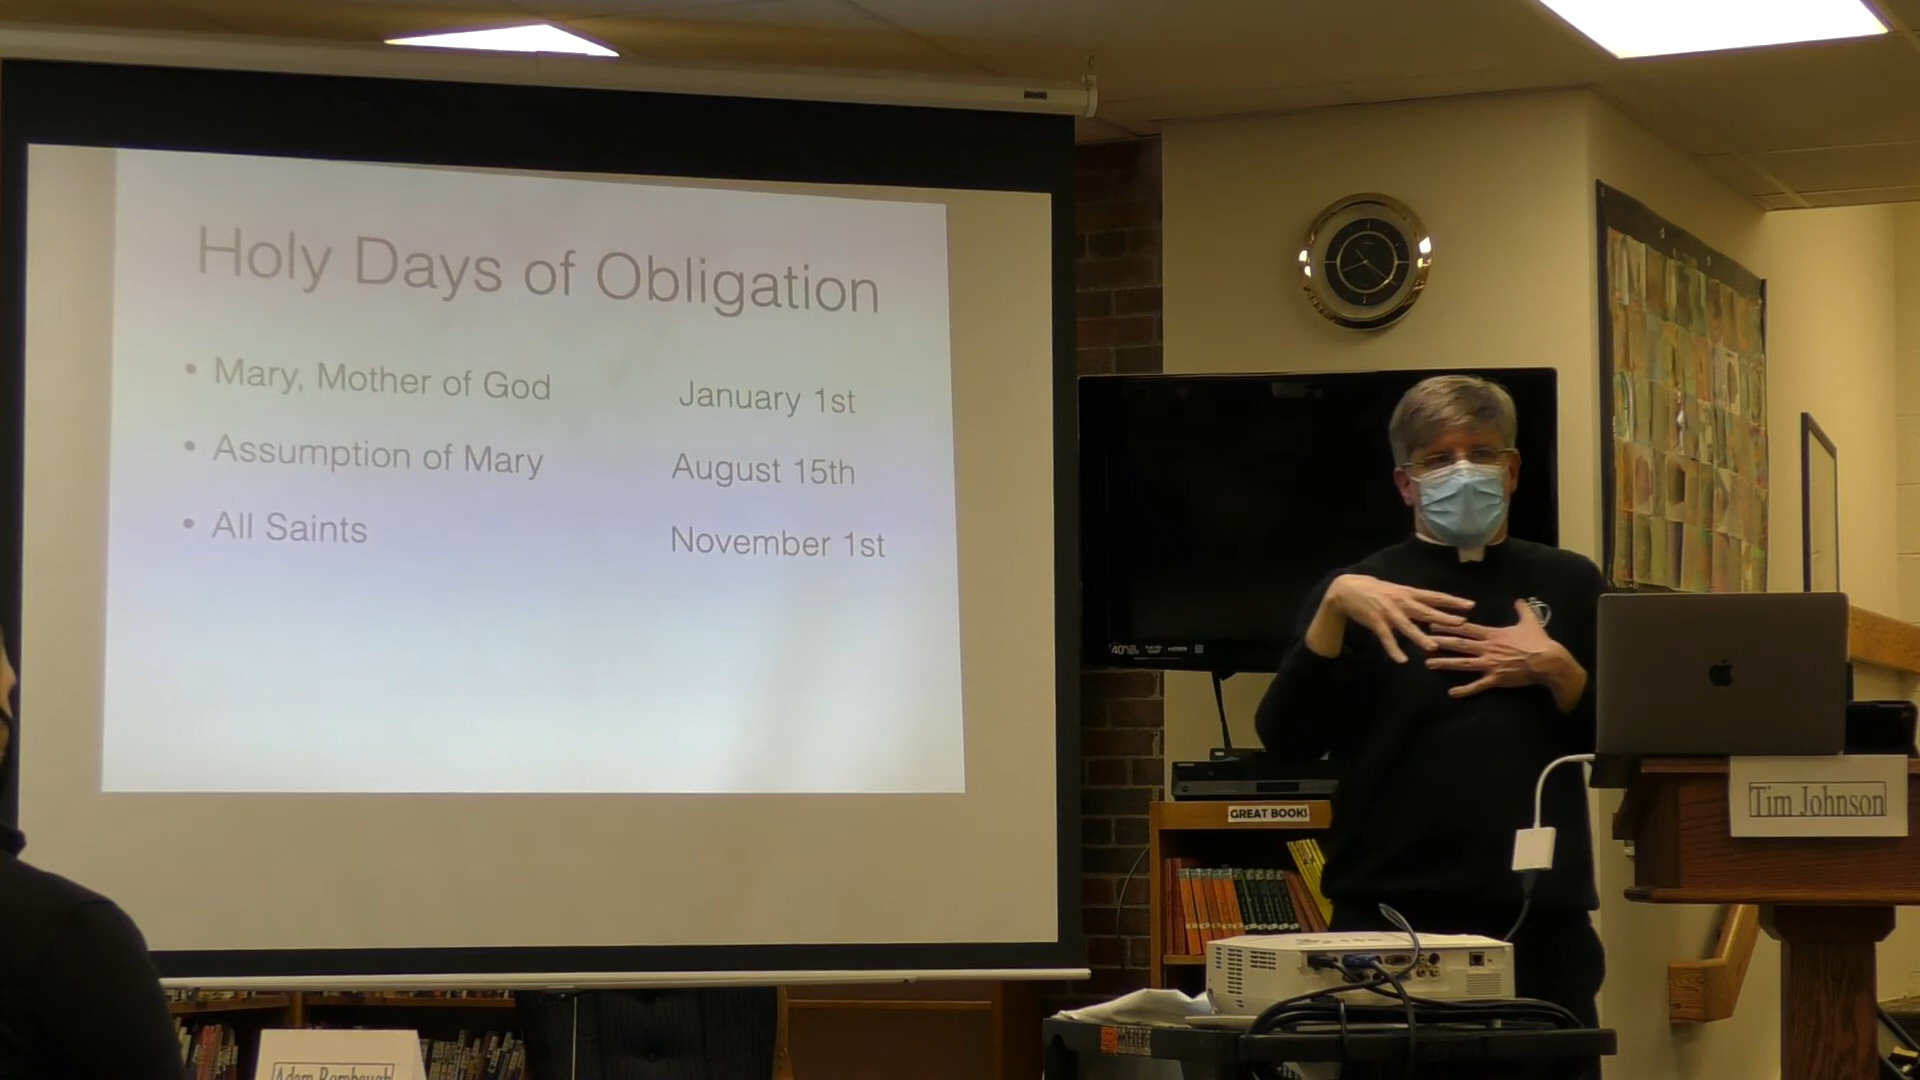 Holy Days of Obligation
• Mary, Mother of God January 1st
• Assumption of Mary August 15th
• All Saints November 1st
GREAT BOOKS
Tim Johnson
Adam